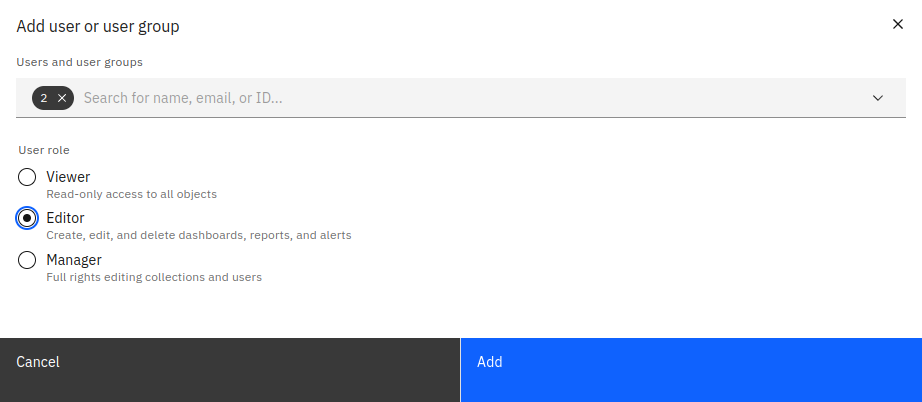 Add user or user group
Users and user groups
2 Search for name, email, or ID...
User role
Viewer
Read-only access to all objects
Editor
Create, edit, and delete dashboards, reports, and alerts
Manager
Full rights editing collections and users
Cancel Add